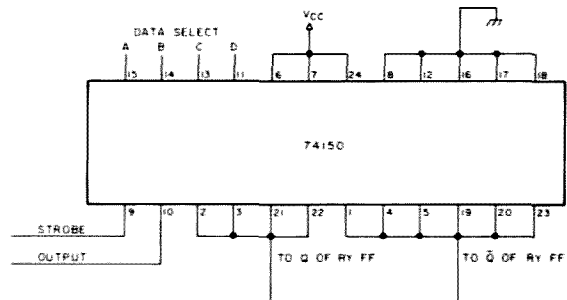 VCC
DATA SELECT
A B C D
15 14 13 11 6 7 24 8 12 16 17 18
74150
9 10 2 3 21 22 1 4 5 19 20 23
STROBE
OUTPUT
TO Q OF RY FF
TO Q̄ OF RY FF